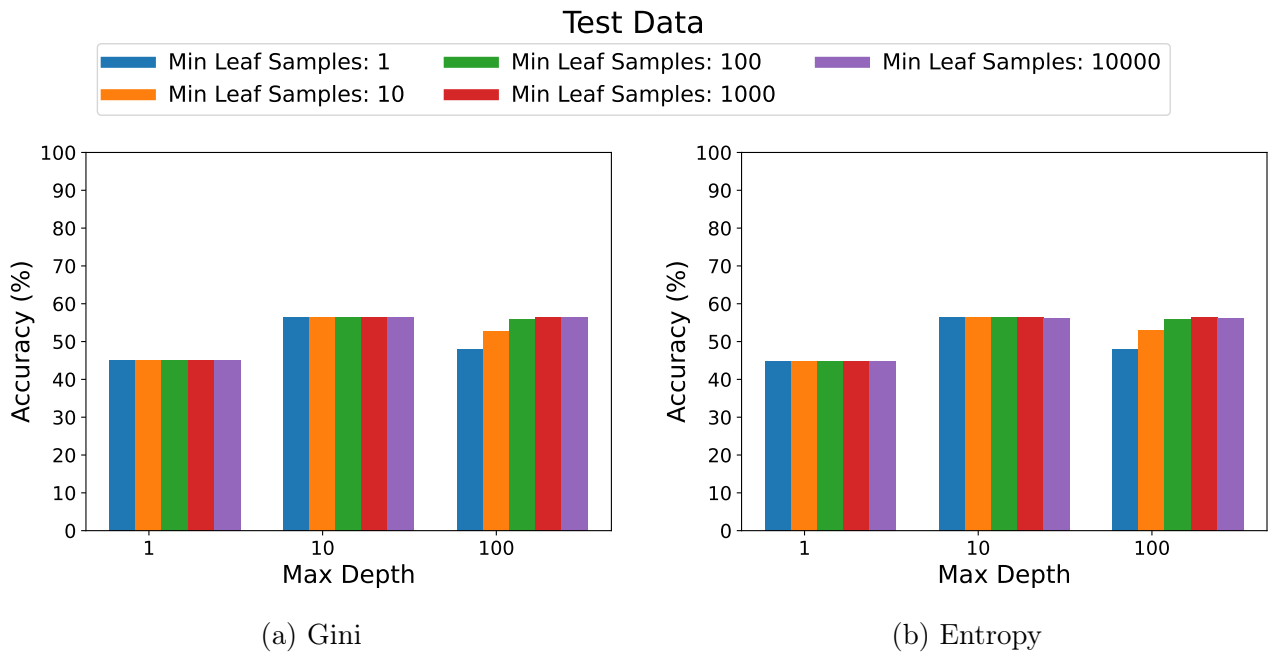 Test Data
Min Leaf Samples: 1
Min Leaf Samples: 10
Min Leaf Samples: 100
Min Leaf Samples: 1000
Min Leaf Samples: 10000
Accuracy (%)
100
90
80
70
60
50
40
30
20
10
0
1
10
100
Max Depth
(a) Gini
Accuracy (%)
100
90
80
70
60
50
40
30
20
10
0
1
10
100
Max Depth
(b) Entropy